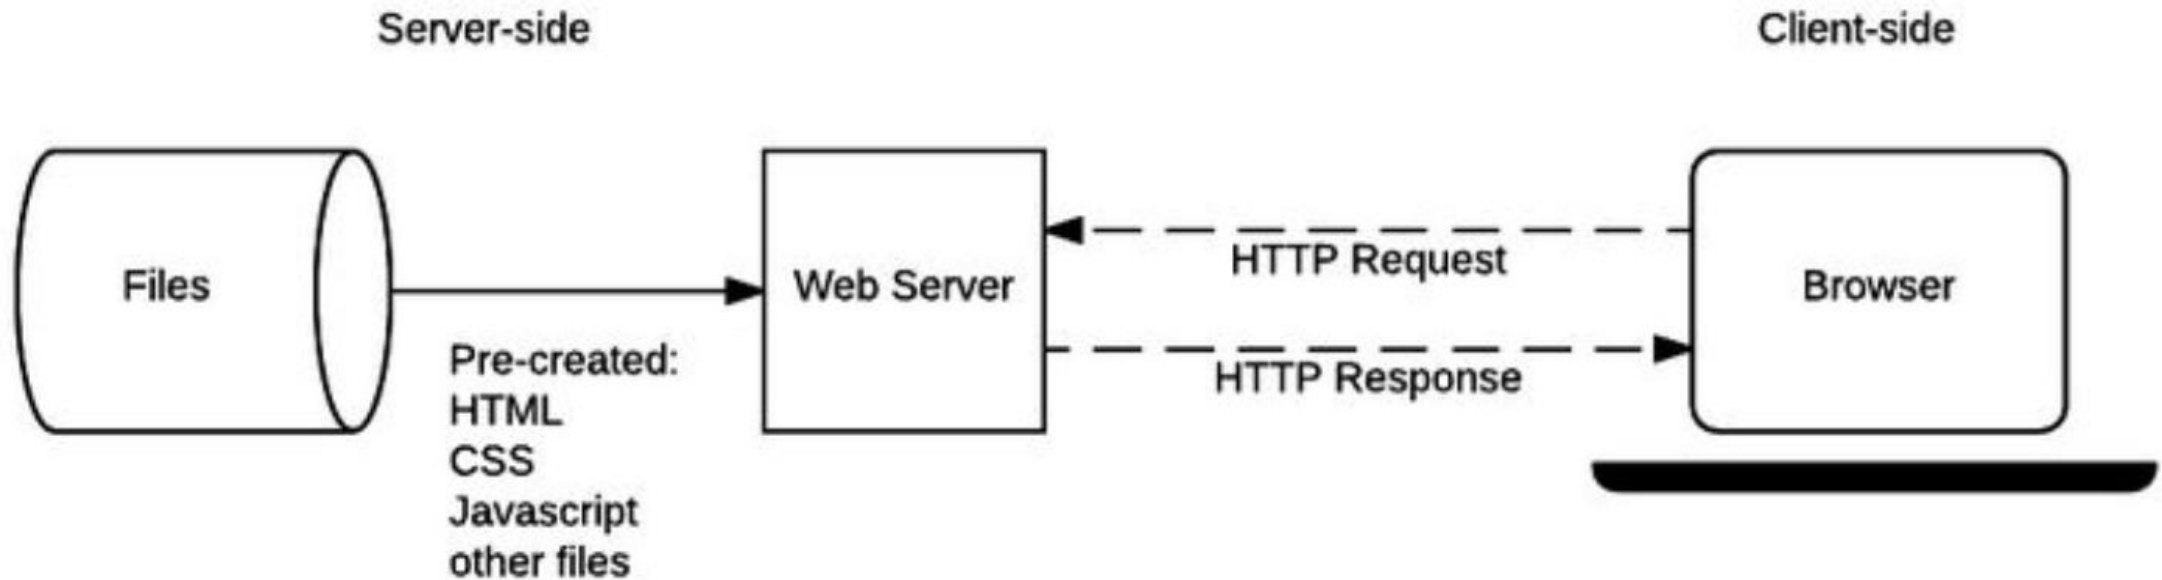 Server-side
Client-side
Files
Web Server
HTTP Request
Browser
Pre-created:
HTML
CSS
Javascript
other files
HTTP Response